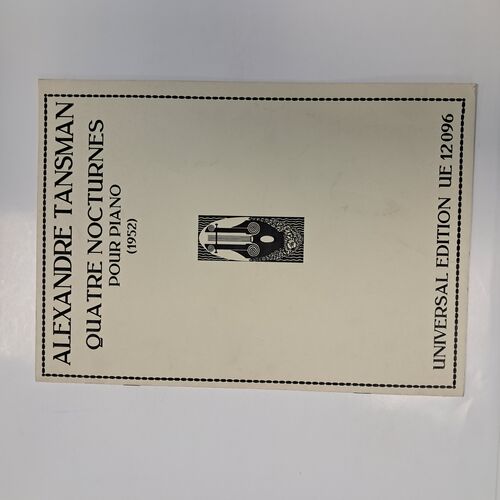 ALEXANDRE TANSMAN
QUATRE NOCTURNES
POUR PIANO
(1952)
UNIVERSAL EDITION UE 12096